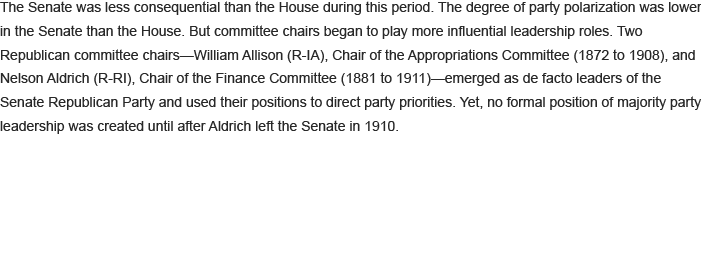 The Senate was less consequential than the House during this period. The degree of party polarization was lower
in the Senate than the House. But committee chairs began to play more influential leadership roles. Two
Republican committee chairs—William Allison (R-IA), Chair of the Appropriations Committee (1872 to 1908), and
Nelson Aldrich (R-RI), Chair of the Finance Committee (1881 to 1911)—emerged as de facto leaders of the
Senate Republican Party and used their positions to direct party priorities. Yet, no formal position of majority party
leadership was created until after Aldrich left the Senate in 1910.